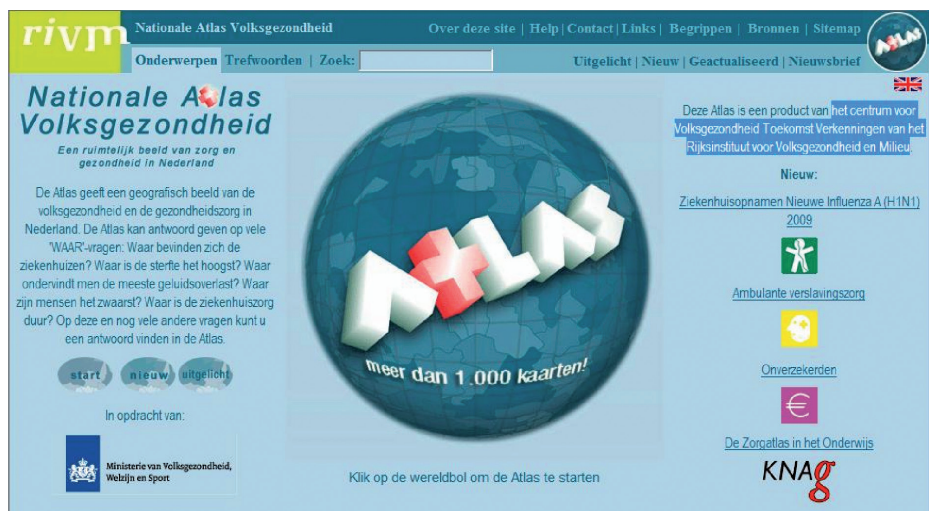 rivm
Nationale Atlas Volksgezondheid
Over deze site | Help | Contact | Links | Begrippen | Bronnen | Sitemap
ATLAS
Onderwerpen Trefwoorden | Zoek:
Uitgelicht | Nieuw | Geactualiseerd | Nieuwsbrief
Nationale Atlas
Volksgezondheid
Een ruimtelijk beeld van zorg en
gezondheid in Nederland
De Atlas geeft een geografisch beeld van de
volksgezondheid en de gezondheidszorg in
Nederland. De Atlas kan antwoord geven op vele
'WAAR'-vragen: Waar bevinden zich de
ziekenhuizen? Waar is de sterfte het hoogst? Waar
ondervindt men de meeste geluidsoverlast? Waar
zijn mensen het zwaarst? Waar is de ziekenhuiszorg
duur? Op deze en nog vele andere vragen kunt u
een antwoord vinden in de Atlas.
start nieuw uitgelicht
In opdracht van:
Ministerie van Volksgezondheid,
Welzijn en Sport
ATLAS
meer dan 1.000 kaarten!
Klik op de wereldbol om de Atlas te starten
Deze Atlas is een product van het centrum voor
Volksgezondheid Toekomst Verkenningen van het
Rijksinstituut voor Volksgezondheid en Milieu.
Nieuw:
Ziekenhuisopnamen Nieuwe Influenza A (H1N1)
2009
Ambulante verslavingszorg
Onverzekerden
€
De Zorgatlas in het Onderwijs
KNAg